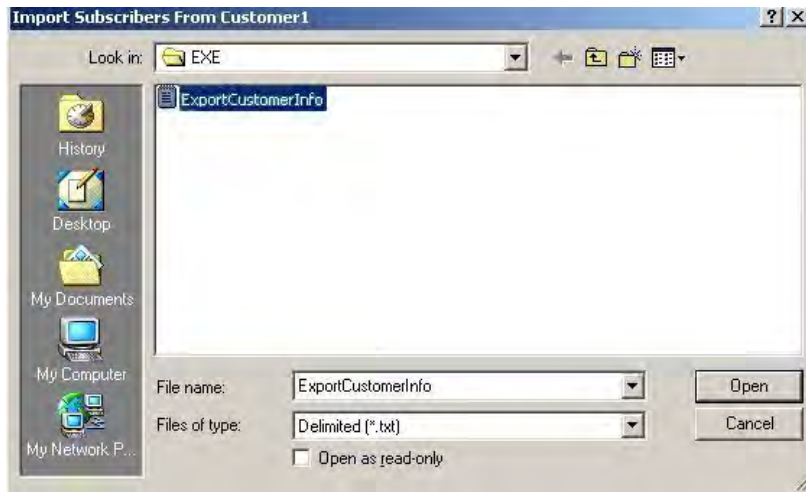 Import Subscribers From Customer1
Look in: EXE
ExportCustomerInfo
History
Desktop
My Documents
My Computer
My Network P...
File name: ExportCustomerInfo Open
Files of type: Delimited (*.txt) Cancel
Open as read-only